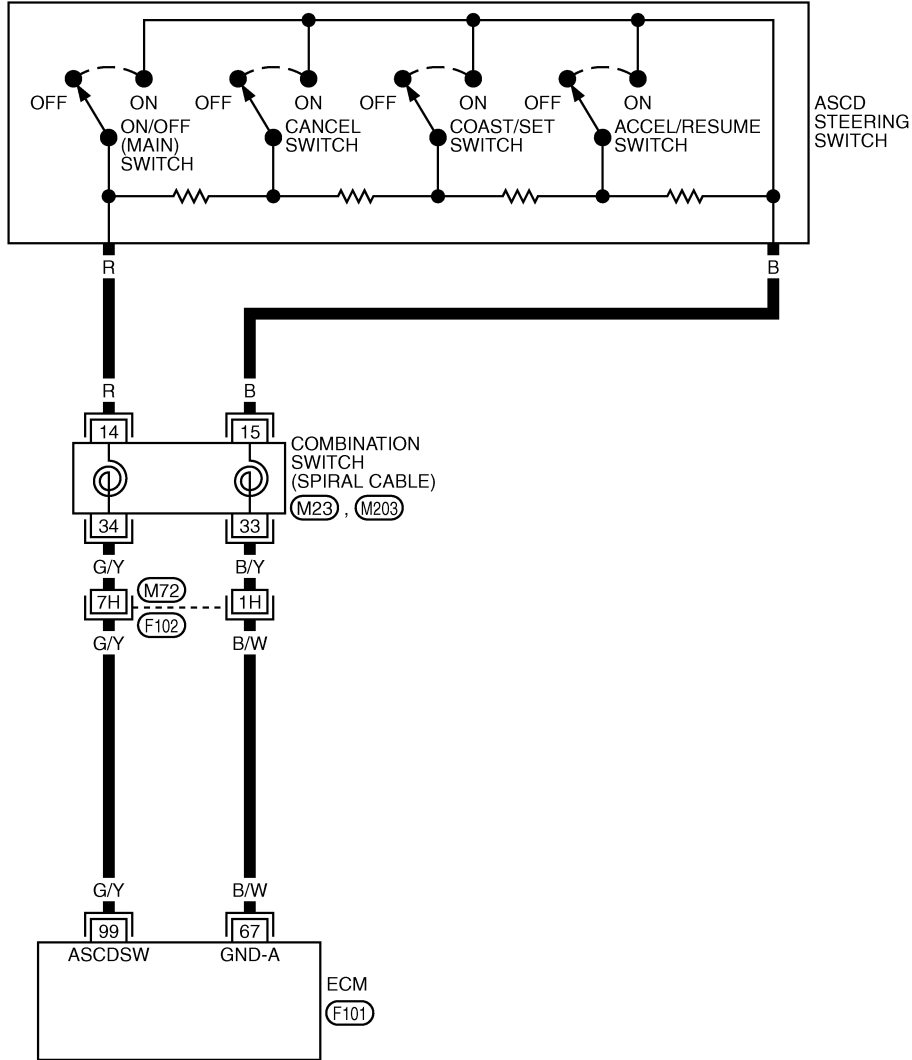 OFF ON OFF ON OFF ON OFF ON
ON/OFF
(MAIN)
SWITCH
CANCEL
SWITCH
COAST/SET
SWITCH
ACCEL/RESUME
SWITCH
ASCD
STEERING
SWITCH
R B
R B
14 15
COMBINATION
SWITCH
(SPIRAL CABLE)
M23 , M203
34 33
G/Y B/Y
7H M72 1H
F102
G/Y B/W
G/Y B/W
99 67
ASCDSW GND-A
ECM
F101